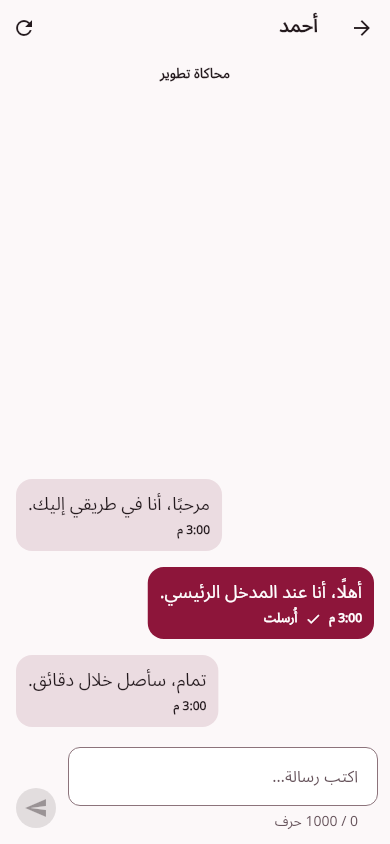 أحمد
محاكاة تطوير
مرحبًا، أنا في طريقي إليك.
3:00 م
أهلًا، أنا عند المدخل الرئيسي.
3:00 م ✓ أُرسلت
تمام، سأصل خلال دقائق.
3:00 م
اكتب رسالة...
0 / 1000 حرف